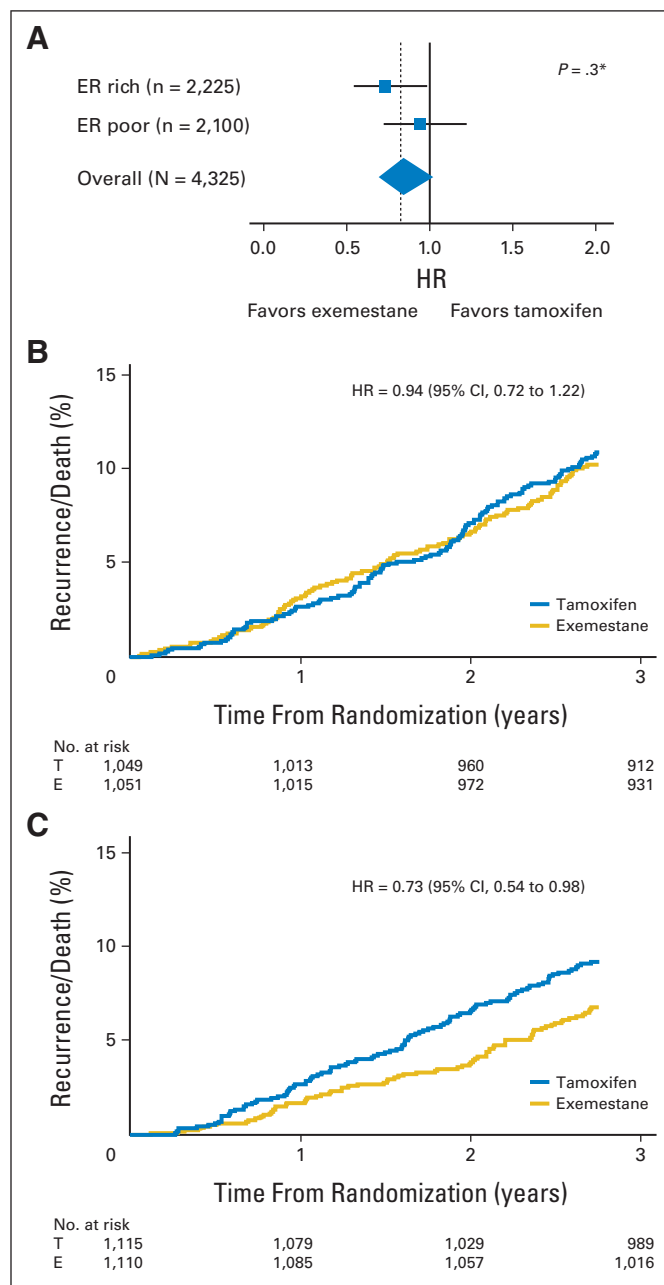 A
P = .3*
ER rich (n = 2,225)
ER poor (n = 2,100)
Overall (N = 4,325)
0.0 0.5 1.0 1.5 2.0
HR
Favors exemestane Favors tamoxifen
B
15
HR = 0.94 (95% CI, 0.72 to 1.22)
Recurrence/Death (%)
10
5
Tamoxifen
Exemestane
0 1 2 3
Time From Randomization (years)
No. at risk
T 1,049 1,013 960 912
E 1,051 1,015 972 931
C
15
HR = 0.73 (95% CI, 0.54 to 0.98)
Recurrence/Death (%)
10
5
Tamoxifen
Exemestane
0 1 2 3
Time From Randomization (years)
No. at risk
T 1,115 1,079 1,029 989
E 1,110 1,085 1,057 1,016